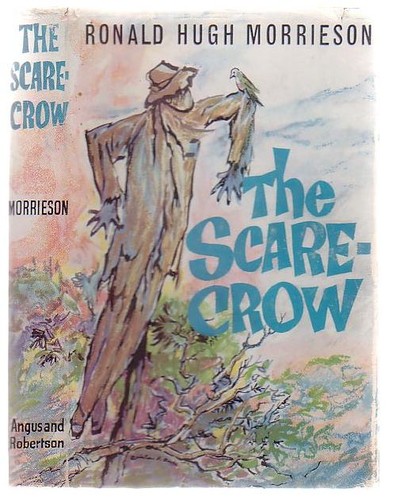 THE
SCARE-
CROW
MORRIESON
Angus and
Robertson
RONALD HUGH MORRIESON
The
SCARE-
CROW